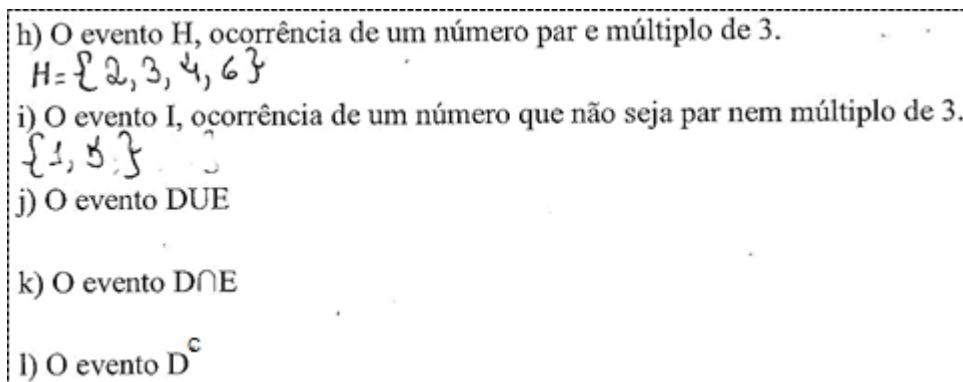 h) O evento H, ocorrência de um número par e múltiplo de 3.
H={2,3,4,6}
i) O evento I, ocorrência de um número que não seja par nem múltiplo de 3.
{1,5}
j) O evento DUE
k) O evento D∩E
l) O evento Dᶜ